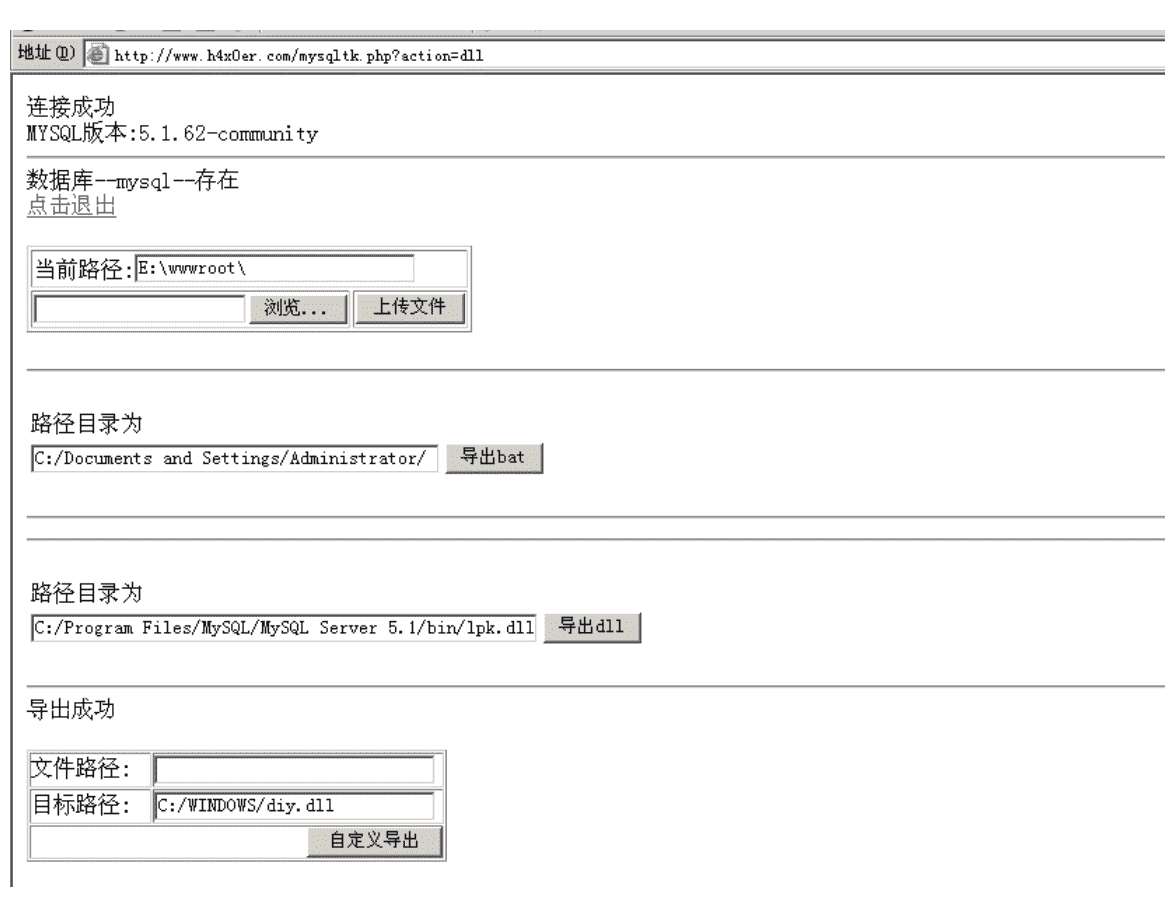 地址(D) http://www.h4x0er.com/mysqltk.php?action=dll
连接成功
MYSQL版本:5.1.62-community
数据库--mysql--存在
点击退出
当前路径:E:\wwwroot\
浏览... 上传文件
路径目录为
C:/Documents and Settings/Administrator/ 导出bat
路径目录为
C:/Program Files/MySQL/MySQL Server 5.1/bin/lpk.dll 导出dll
导出成功
文件路径:
目标路径: C:/WINDOWS/diy.dll
自定义导出